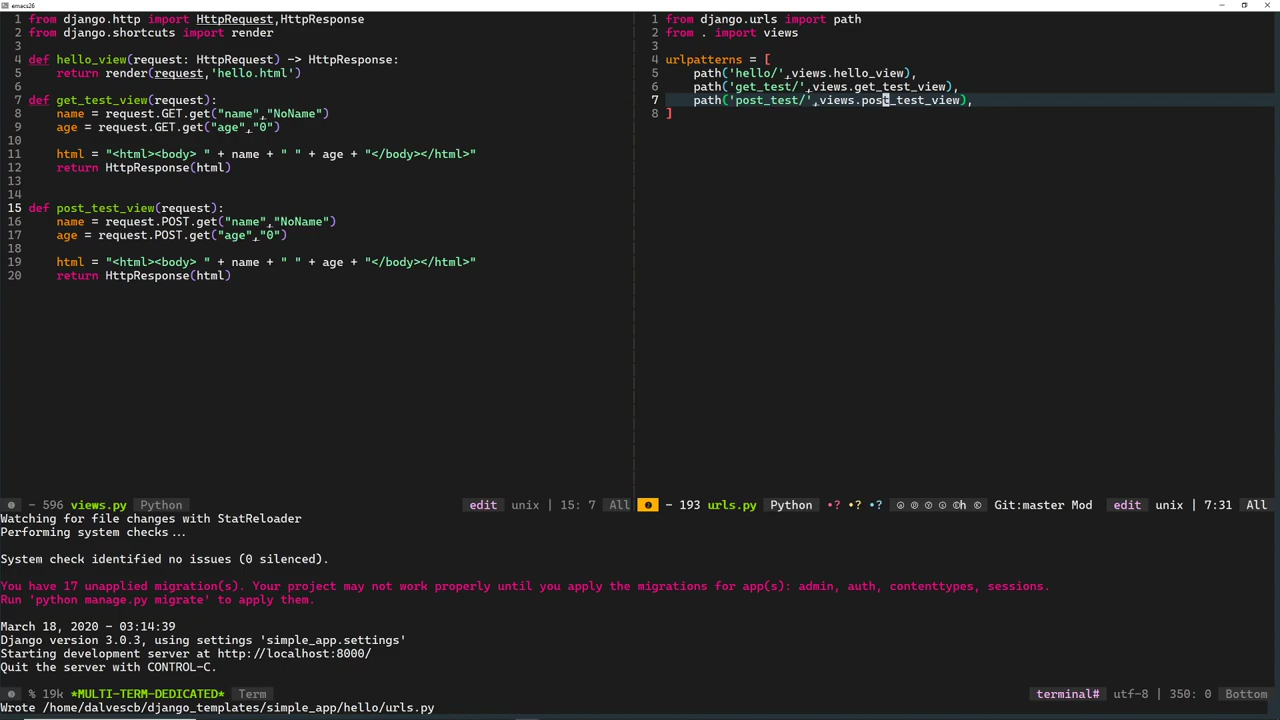 emacs26
1 from django.http import HttpRequest,HttpResponse
2 from django.shortcuts import render
3
4 def hello_view(request: HttpRequest) -> HttpResponse:
5     return render(request,'hello.html')
6
7 def get_test_view(request):
8     name = request.GET.get("name","NoName")
9     age = request.GET.get("age","0")
10
11     html = "<html><body> " + name + " " + age + "</body></html>"
12     return HttpResponse(html)
13
14
15 def post_test_view(request):
16     name = request.POST.get("name","NoName")
17     age = request.POST.get("age","0")
18
19     html = "<html><body> " + name + " " + age + "</body></html>"
20     return HttpResponse(html)
- 596 views.py Python edit unix | 15: 7 All
1 from django.urls import path
2 from . import views
3
4 urlpatterns = [
5     path('hello/',views.hello_view),
6     path('get_test/',views.get_test_view),
7     path('post_test/',views.post_test_view),
8 ]
- 193 urls.py Python •? •? •? h Git:master Mod edit unix | 7:31 All
Watching for file changes with StatReloader
Performing system checks...
System check identified no issues (0 silenced).
You have 17 unapplied migration(s). Your project may not work properly until you apply the migrations for app(s): admin, auth, contenttypes, sessions.
Run 'python manage.py migrate' to apply them.
March 18, 2020 - 03:14:39
Django version 3.0.3, using settings 'simple_app.settings'
Starting development server at http://localhost:8000/
Quit the server with CONTROL-C.
% 19k *MULTI-TERM-DEDICATED* Term terminal# utf-8 | 350: 0 Bottom
Wrote /home/dalvescb/django_templates/simple_app/hello/urls.py